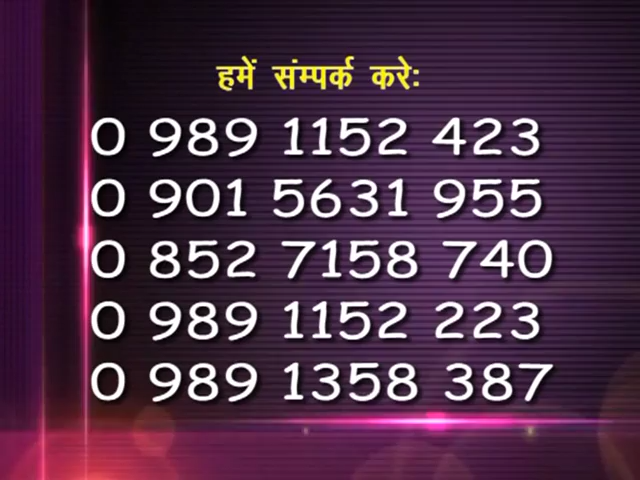 हमें संम्पर्क करे:
0 989 1152 423
0 901 5631 955
0 852 7158 740
0 989 1152 223
0 989 1358 387